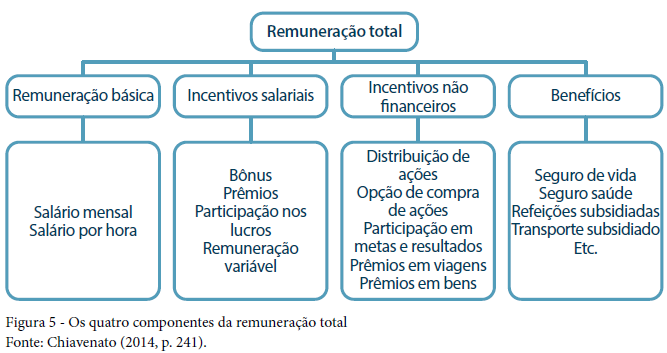 Remuneração total
Remuneração básica
Incentivos salariais
Incentivos não
financeiros
Benefícios
Salário mensal
Salário por hora
Bônus
Prêmios
Participação nos
lucros
Remuneração
variável
Distribuição de
ações
Opção de compra
de ações
Participação em
metas e resultados
Prêmios em viagens
Prêmios em bens
Seguro de vida
Seguro saúde
Refeições subsidiadas
Transporte subsidiado
Etc.
Figura 5 - Os quatro componentes da remuneração total
Fonte: Chiavenato (2014, p. 241).